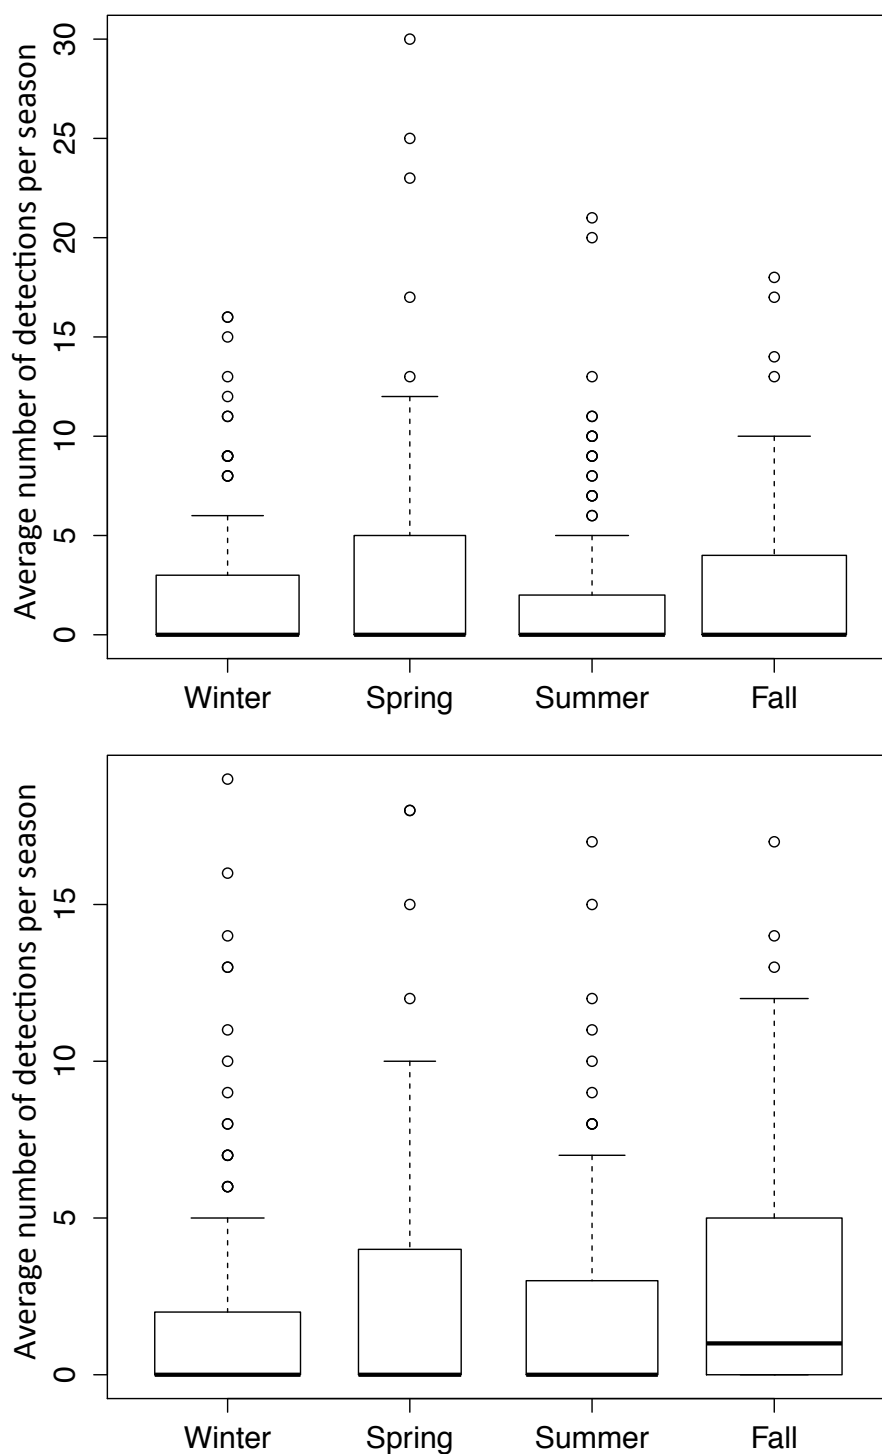 Average number of detections per season
30
25
20
15
10
5
0
Winter Spring Summer Fall
Average number of detections per season
15
10
5
0
Winter Spring Summer Fall